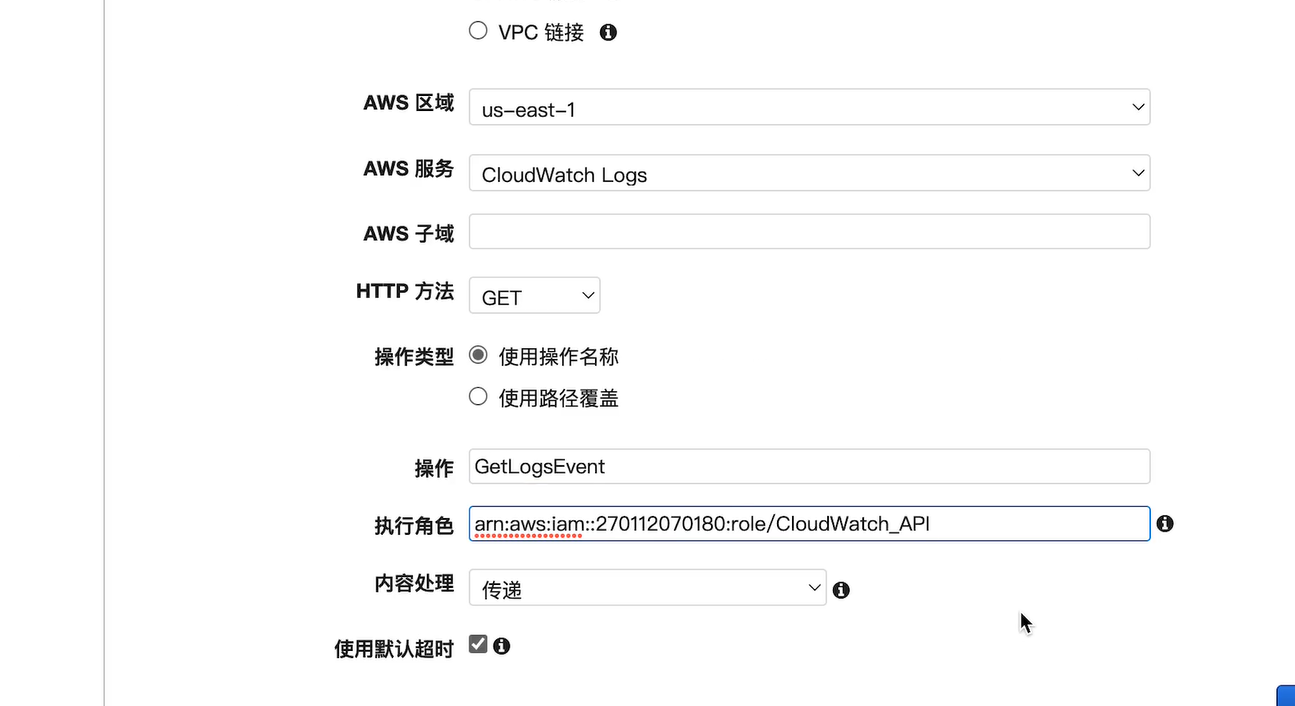 VPC 链接
AWS 区域 us-east-1
AWS 服务 CloudWatch Logs
AWS 子域
HTTP 方法 GET
操作类型 使用操作名称
使用路径覆盖
操作 GetLogsEvent
执行角色 arn:aws:iam::270112070180:role/CloudWatch_API
内容处理 传递
使用默认超时